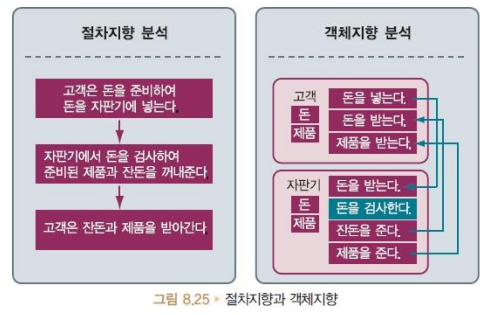 절차지향 분석
고객은 돈을 준비하여
돈을 자판기에 넣는다.
자판기에서 돈을 검사하여
준비된 제품과 잔돈을 꺼내준다
고객은 잔돈과 제품을 받아간다
객체지향 분석
고객
돈
제품
돈을 넣는다.
돈을 받는다.
제품을 받는다.
자판기
돈
제품
돈을 받는다.
돈을 검사한다.
잔돈을 준다.
제품을 준다.
그림 8.25 ▸ 절차지향과 객체지향